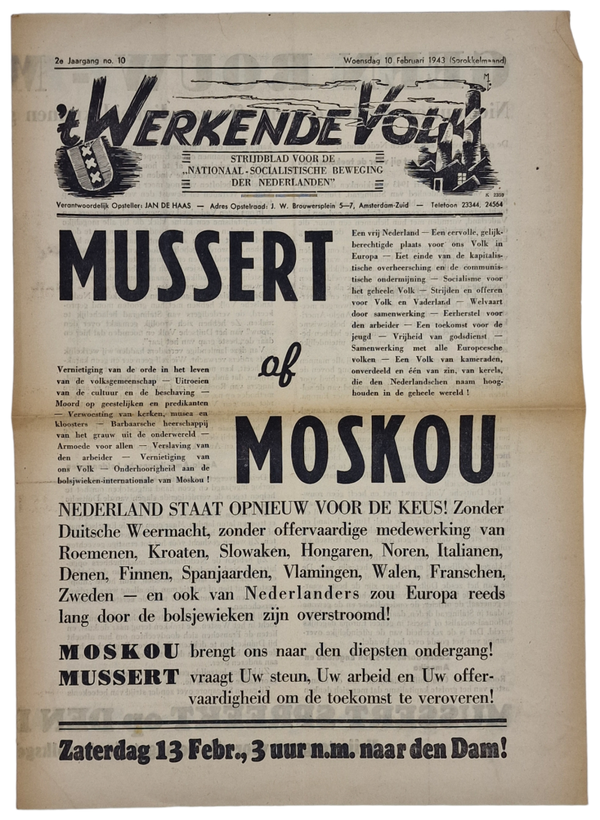 2e Jaargang no. 10
Woensdag 10 Februari 1943 (Sprokkelmaand)
't WERKENDE VOLK
STRIJDBLAD VOOR DE
„NATIONAAL-SOCIALISTISCHE BEWEGING
DER NEDERLANDEN”
Verantwoordelijk Opsteller: JAN DE HAAS — Adres Opstelraad: J. W. Brouwersplein 5—7, Amsterdam-Zuid — Telefoon 23344, 24564
MUSSERT
Een vrij Nederland — Een eervolle, gelijk-
berechtigde plaats voor ons Volk in
Europa — Het einde van de kapitalis-
tische overheersching en de communis-
tische ondermijning — Socialisme voor
het geheele Volk — Strijden en offeren
voor Volk en Vaderland — Welvaart
door samenwerking — Eerherstel voor
den arbeider — Een toekomst voor de
jeugd — Vrijheid van godsdienst —
Samenwerking met alle Europeesche
volken — Een Volk van kameraden,
onverdeeld en één van zin, van kerels,
die den Nederlandschen naam hoog-
houden in de geheele wereld !
of
Vernietiging van de orde in het leven
van de volksgemeenschap — Uitroeien
van de cultuur en de beschaving —
Moord op geestelijken en predikanten
— Verwoesting van kerken, musea en
kloosters — Barbaarsche heerschappij
van het grauw uit de onderwereld —
Armoede voor allen — Verslaving van
den arbeider — Vernietiging van
ons Volk — Onderhoorigheid aan de
bolsjewieken-internationale van Moskou !
MOSKOU
NEDERLAND STAAT OPNIEUW VOOR DE KEUS! Zonder
Duitsche Weermacht, zonder offervaardige medewerking van
Roemenen, Kroaten, Slowaken, Hongaren, Noren, Italianen,
Denen, Finnen, Spanjaarden, Vlamingen, Walen, Franschen,
Zweden — en ook van Nederlanders zou Europa reeds
lang door de bolsjewieken zijn overstroomd!
MOSKOU brengt ons naar den diepsten ondergang!
MUSSERT vraagt Uw steun, Uw arbeid en Uw offer-
vaardigheid om de toekomst te veroveren!
Zaterdag 13 Febr., 3 uur n.m. naar den Dam!